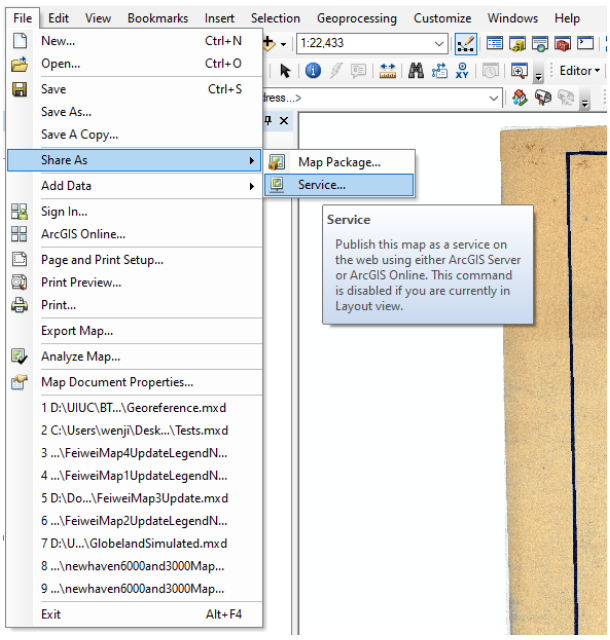 File Edit View Bookmarks Insert Selection Geoprocessing Customize Windows Help
New... Ctrl+N
1:22,433
Open... Ctrl+O
Editor
Save Ctrl+S
dress...>
Save As...
Save A Copy...
Share As
Map Package...
Add Data
Service...
Sign In...
ArcGIS Online...
Service
Publish this map as a service on
the web using either ArcGIS Server
or ArcGIS Online. This command
is disabled if you are currently in
Layout view.
Page and Print Setup...
Print Preview...
Print...
Export Map...
Analyze Map...
Map Document Properties...
1 D:\UIUC\BT...\Georeference.mxd
2 C:\Users\wenji\Desk...\Tests.mxd
3 ...\FeiweiMap4UpdateLegendN...
4 ...\FeiweiMap1UpdateLegendN...
5 D:\Do...\FeiweiMap3Update.mxd
6 ...\FeiweiMap2UpdateLegendN...
7 D:\U...\GlobelandSimulated.mxd
8 ...\newhaven6000and3000Map...
9 ...\newhaven6000and3000Map...
Exit Alt+F4